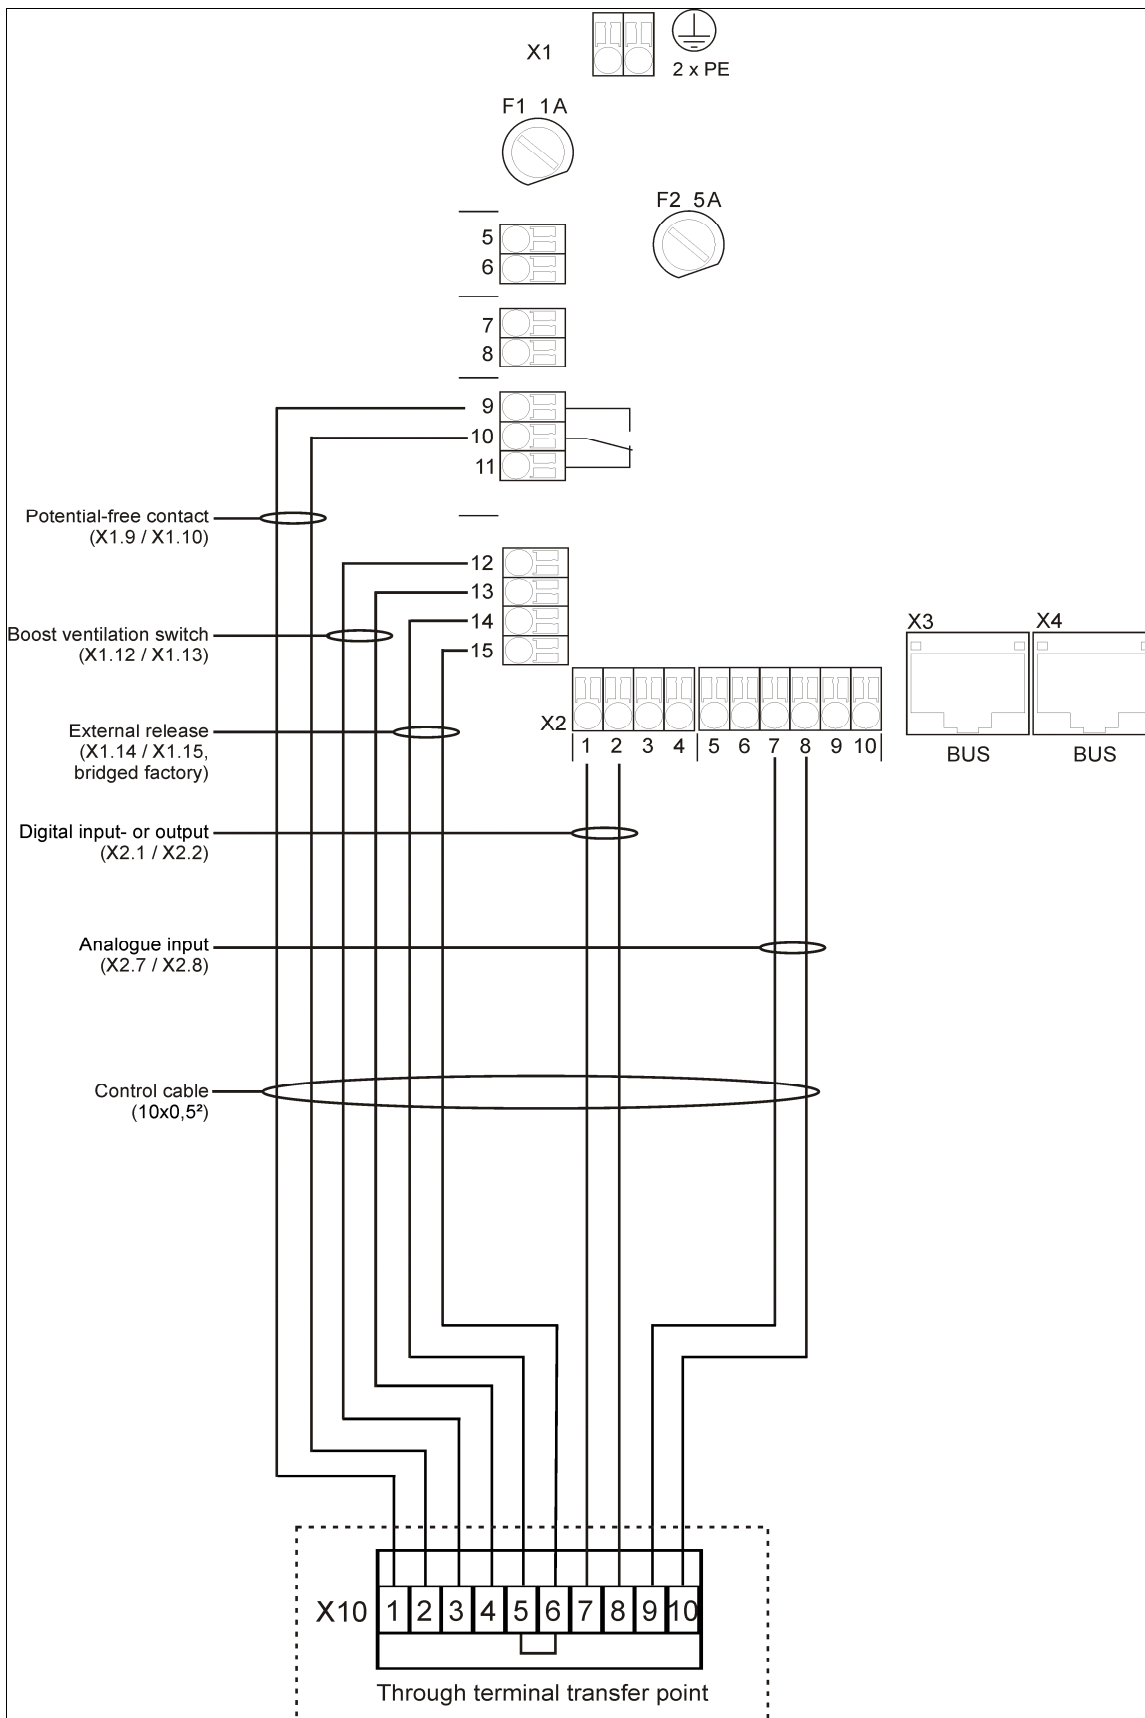 X1
2 x PE
F1 1A
F2 5A
5
6
7
8
9
10
11
Potential-free contact
(X1.9 / X1.10)
12
13
14
15
Boost ventilation switch
(X1.12 / X1.13)
X3
X4
External release
(X1.14 / X1.15,
bridged factory)
X2
1 2 3 4 5 6 7 8 9 10
BUS
BUS
Digital input- or output
(X2.1 / X2.2)
Analogue input
(X2.7 / X2.8)
Control cable
(10x0,5²)
X10 1 2 3 4 5 6 7 8 9 10
Through terminal transfer point